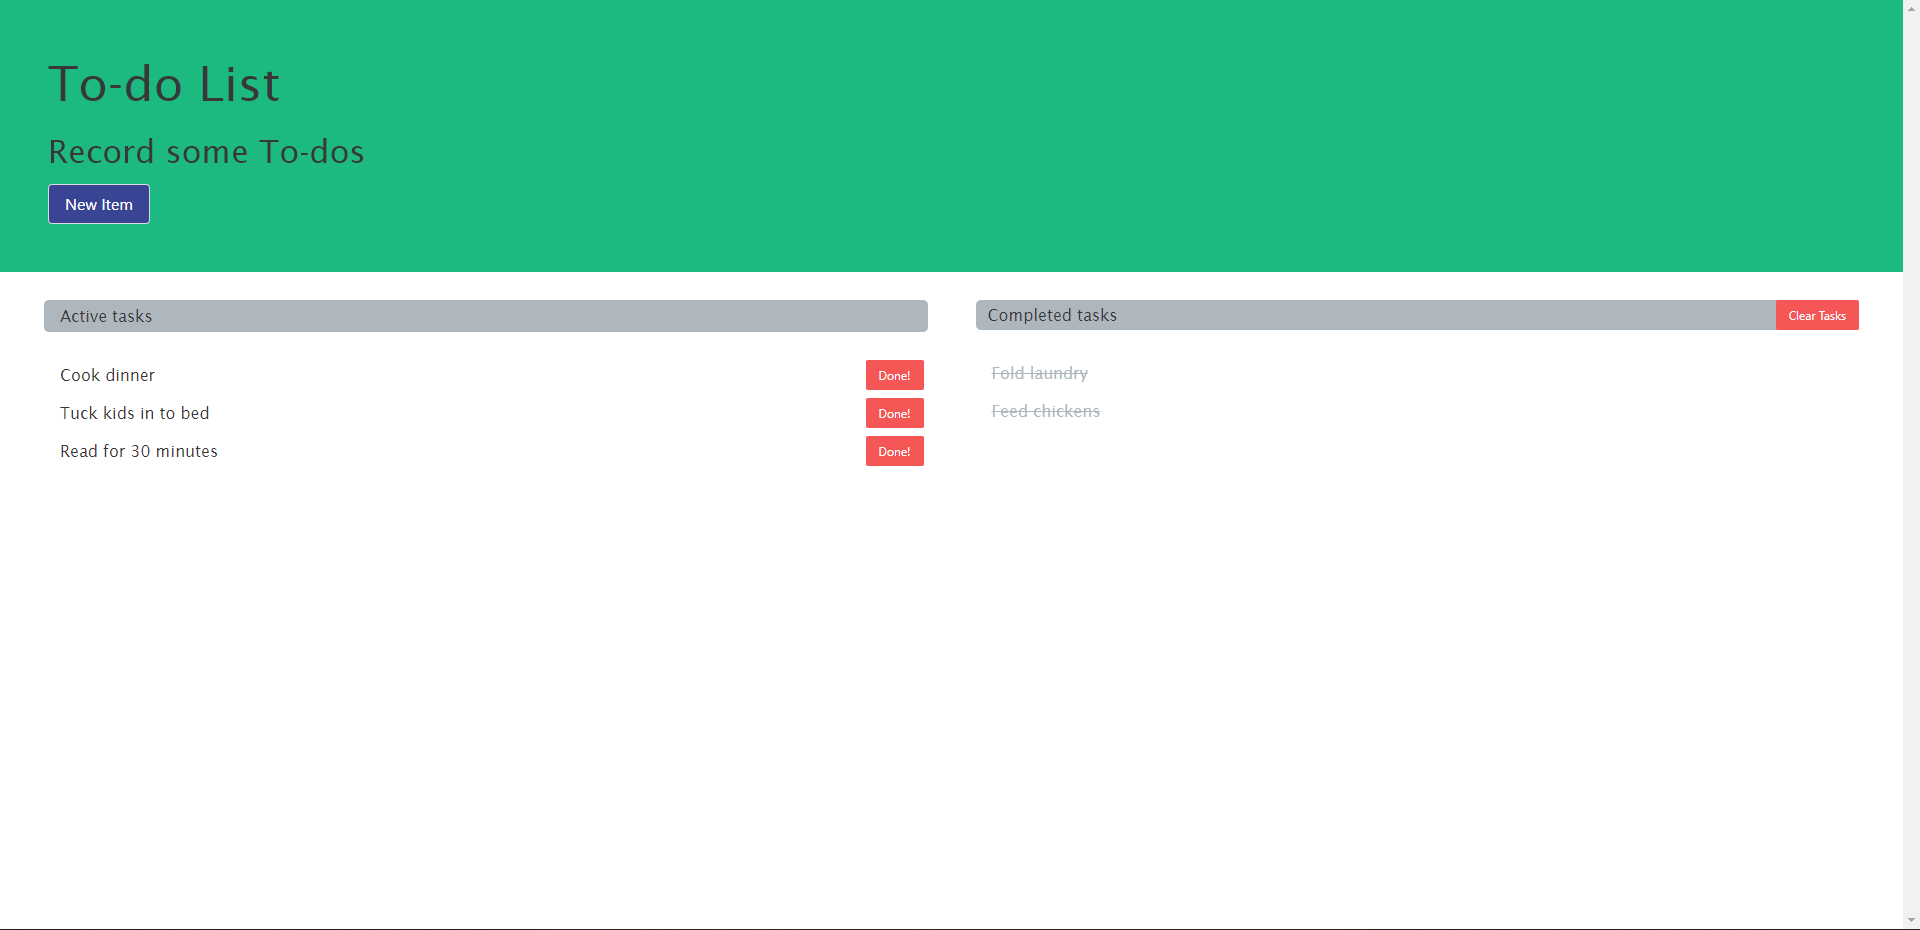 To-do List
Record some To-dos
New Item
Active tasks
Cook dinner Done!
Tuck kids in to bed Done!
Read for 30 minutes Done!
Completed tasks Clear Tasks
Fold laundry
Feed chickens